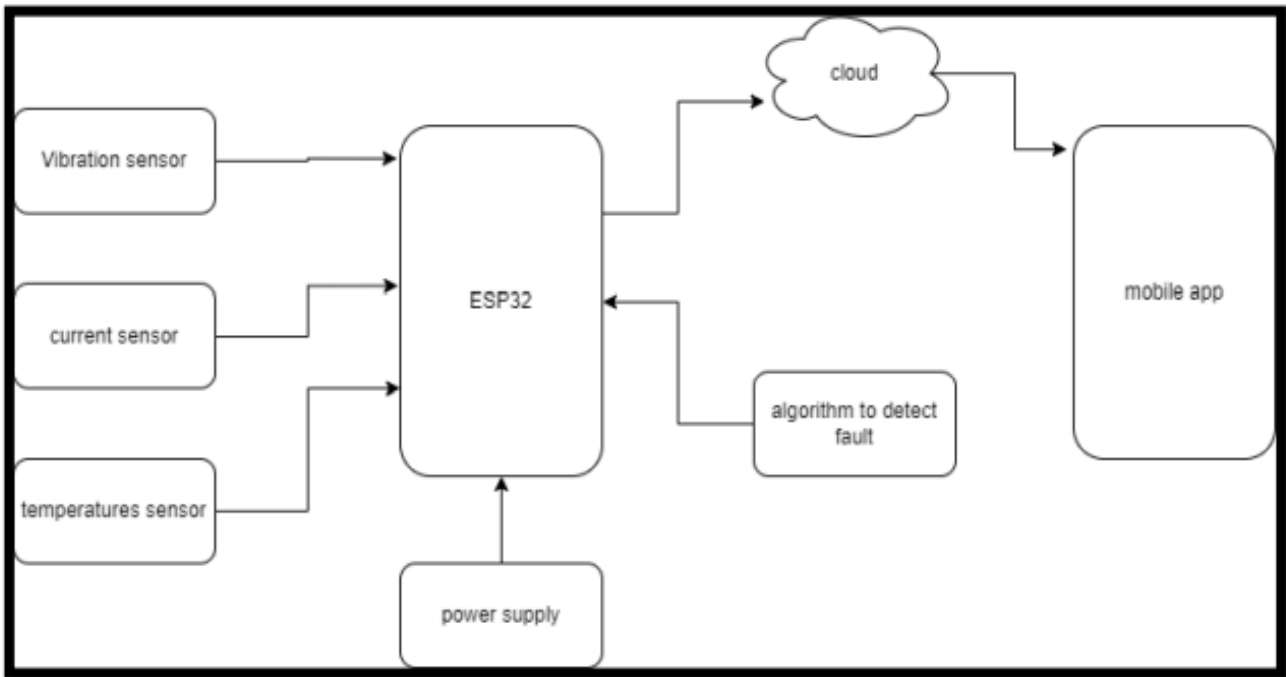 cloud
Vibration sensor
ESP32
mobile app
current sensor
algorithm to detect
fault
temperatures sensor
power supply